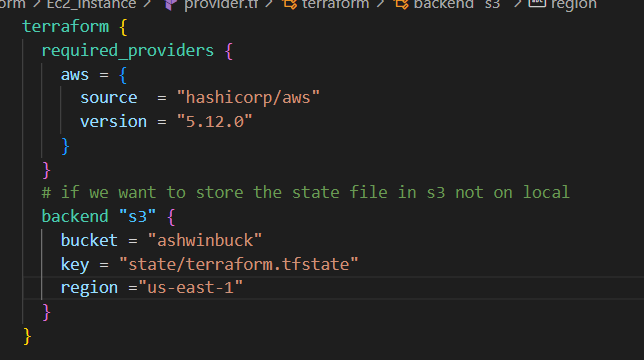 orm > Ec2_Instance > provider.tf > terraform > backend "s3" > region
terraform {
  required_providers {
    aws = {
      source  = "hashicorp/aws"
      version = "5.12.0"
    }
  }
  # if we want to store the state file in s3 not on local
  backend "s3" {
    bucket = "ashwinbuck"
    key = "state/terraform.tfstate"
    region ="us-east-1"
  }
}